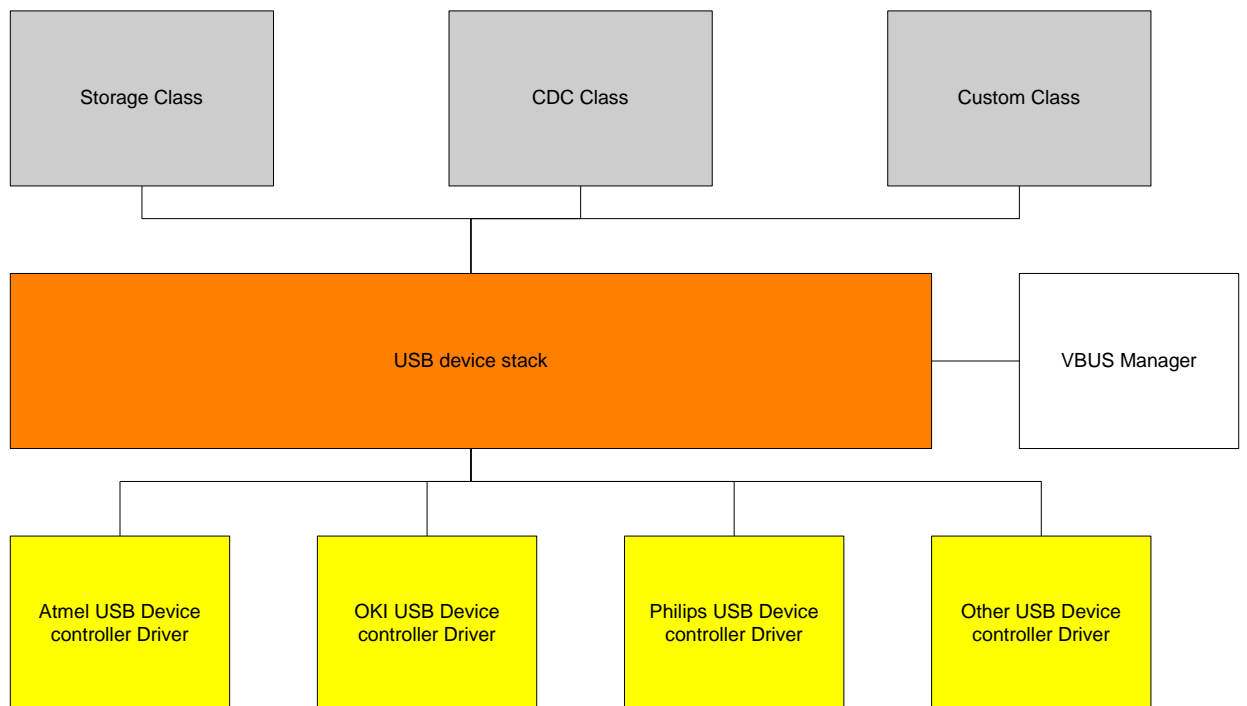 Storage Class
CDC Class
Custom Class
USB device stack
VBUS Manager
Atmel USB Device
controller Driver
OKI USB Device
controller Driver
Philips USB Device
controller Driver
Other USB Device
controller Driver